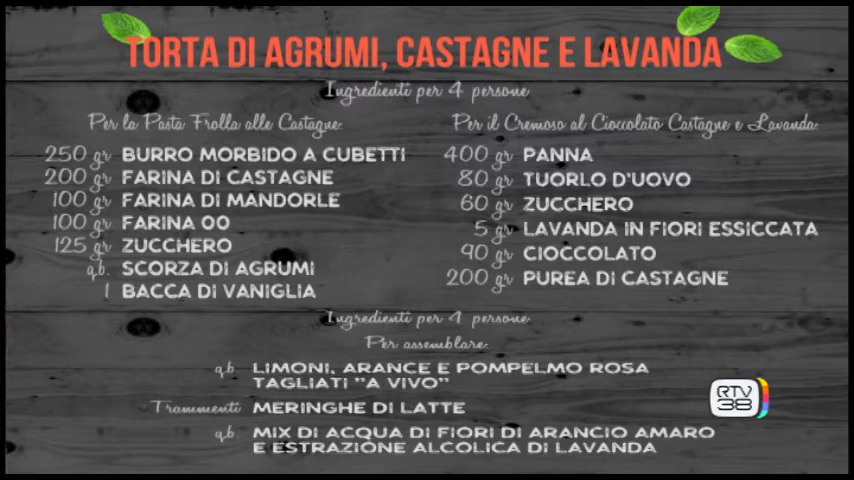 TORTA DI AGRUMI, CASTAGNE E LAVANDA
Ingredienti per 4 persone
Per la Pasta Frolla alle Castagne:
250 gr BURRO MORBIDO A CUBETTI
200 gr FARINA DI CASTAGNE
100 gr FARINA DI MANDORLE
100 gr FARINA 00
125 gr ZUCCHERO
q.b. SCORZA DI AGRUMI
1 BACCA DI VANIGLIA
Per il Cremoso al Cioccolato Castagne e Lavanda:
400 gr PANNA
80 gr TUORLO D'UOVO
60 gr ZUCCHERO
5 gr LAVANDA IN FIORI ESSICCATA
90 gr CIOCCOLATO
200 gr PUREA DI CASTAGNE
Ingredienti per 4 persone
Per assemblare:
q.b. LIMONI, ARANCE E POMPELMO ROSA
TAGLIATI "A VIVO"
Trammenti MERINGHE DI LATTE
q.b. MIX DI ACQUA DI FIORI DI ARANCIO AMARO
E ESTRAZIONE ALCOLICA DI LAVANDA
RTV
38